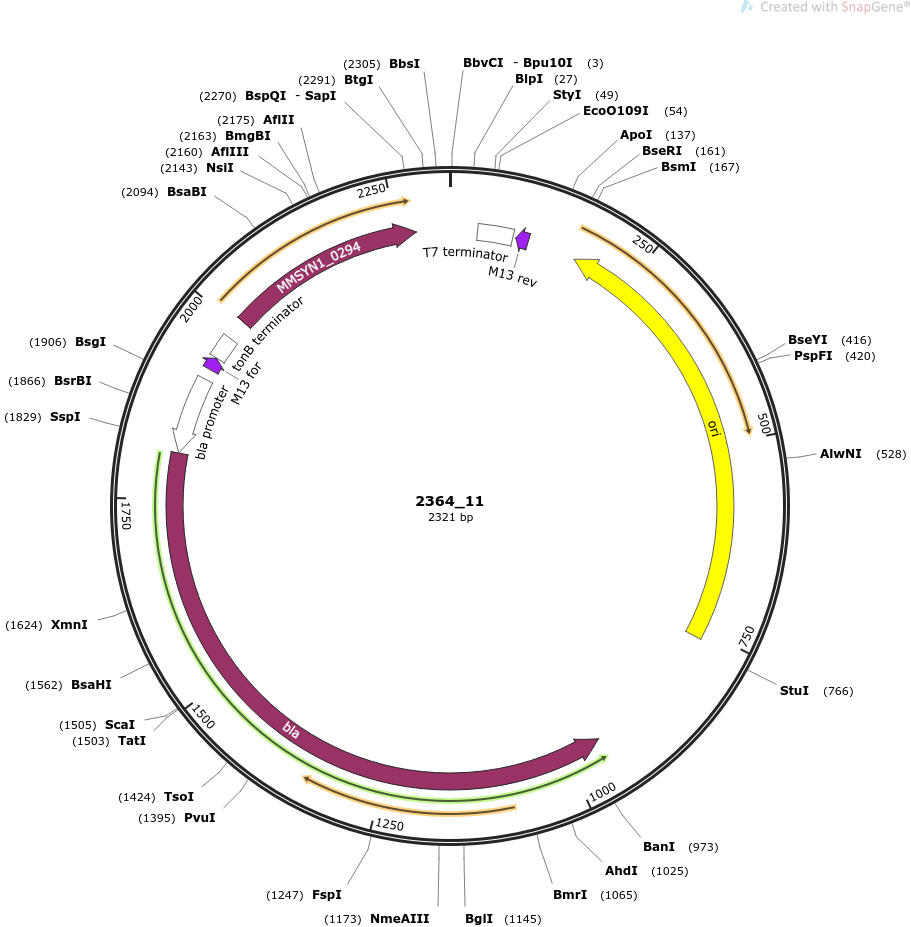 Created with SnapGene®
(2305) BbsI
BbvCI - Bpu10I (3)
(2291) BtgI
BlpI (27)
(2270) BspQI - SapI
StyI (49)
EcoO109I (54)
(2175) AflII
ApoI (137)
(2163) BmgBI
BseRI (161)
(2160) AflIII
BsmI (167)
(2143) NsiI
(2094) BsaBI
2250
250
MMSYN1_0294
T7 terminator
M13 rev
2000
tonB terminator
M13 for
bla promoter
(1906) BsgI
BseYI (416)
PspFI (420)
(1866) BsrBI
(1829) SspI
500
ori
AlwNI (528)
2364_11
2321 bp
1750
(1624) XmnI
750
(1562) BsaHI
StuI (766)
(1505) ScaI
(1503) TatI
1500
bla
(1424) TsoI
(1395) PvuI
1000
1250
BanI (973)
AhdI (1025)
(1247) FspI
BmrI (1065)
(1173) NmeAIII
BglI (1145)